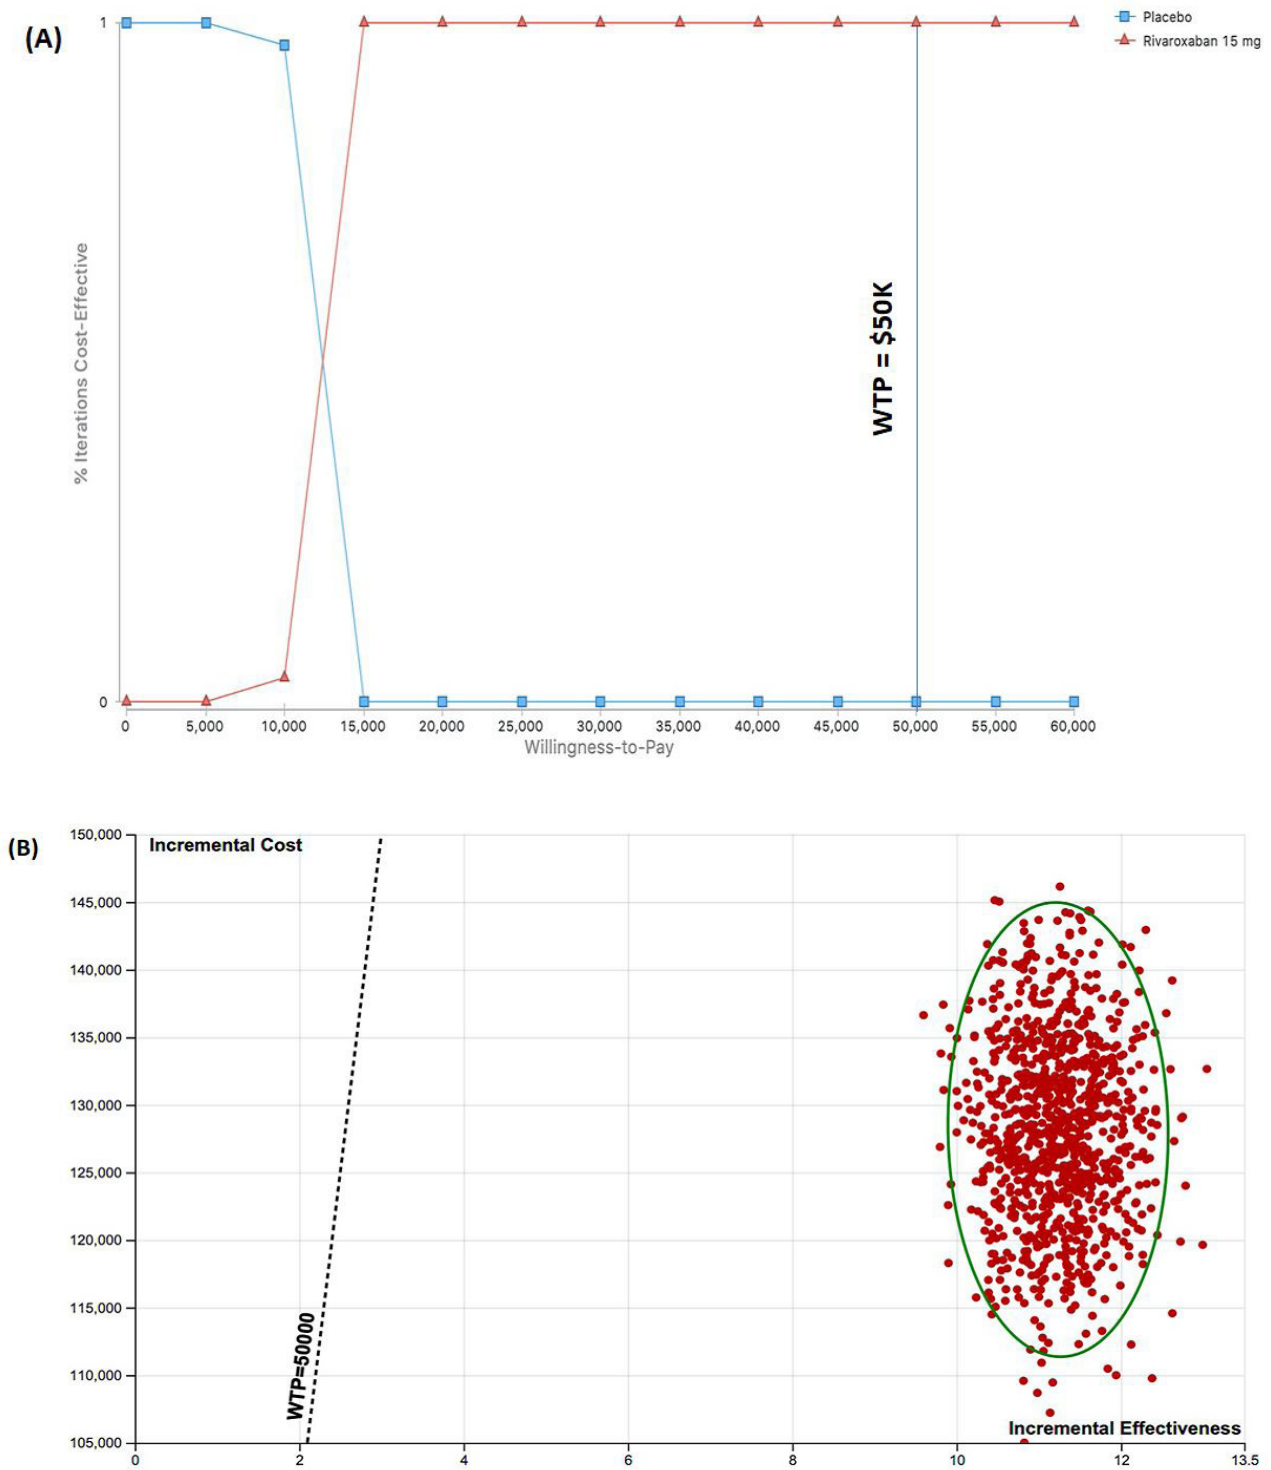 (A)
1
0
% Iterations Cost-Effective
Placebo
Rivaroxaban 15 mg
WTP = $50K
0 5,000 10,000 15,000 20,000 25,000 30,000 35,000 40,000 45,000 50,000 55,000 60,000
Willingness-to-Pay
(B)
Incremental Cost
150,000
145,000
140,000
135,000
130,000
125,000
120,000
115,000
110,000
105,000
WTP=50000
Incremental Effectiveness
0 2 4 6 8 10 12 13.5